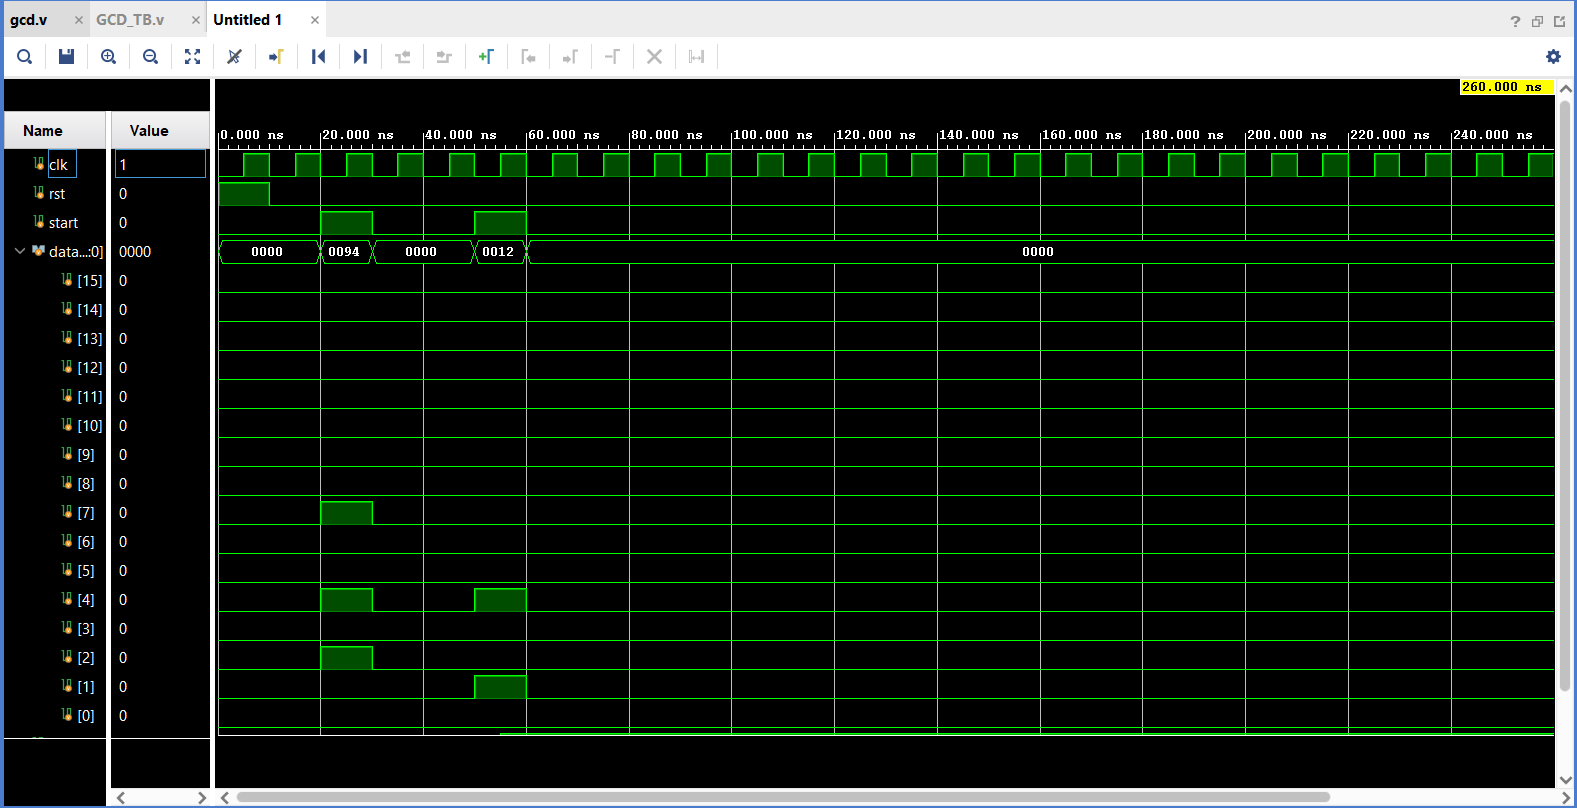 gcd.v × GCD_TB.v × Untitled 1 ×
?
260.000 ns
Name Value
0.000 ns 20.000 ns 40.000 ns 60.000 ns 80.000 ns 100.000 ns 120.000 ns 140.000 ns 160.000 ns 180.000 ns 200.000 ns 220.000 ns 240.000 ns
clk 1
rst 0
start 0
data...:0] 0000 0000 0094 0000 0012 0000
[15] 0
[14] 0
[13] 0
[12] 0
[11] 0
[10] 0
[9] 0
[8] 0
[7] 0
[6] 0
[5] 0
[4] 0
[3] 0
[2] 0
[1] 0
[0] 0